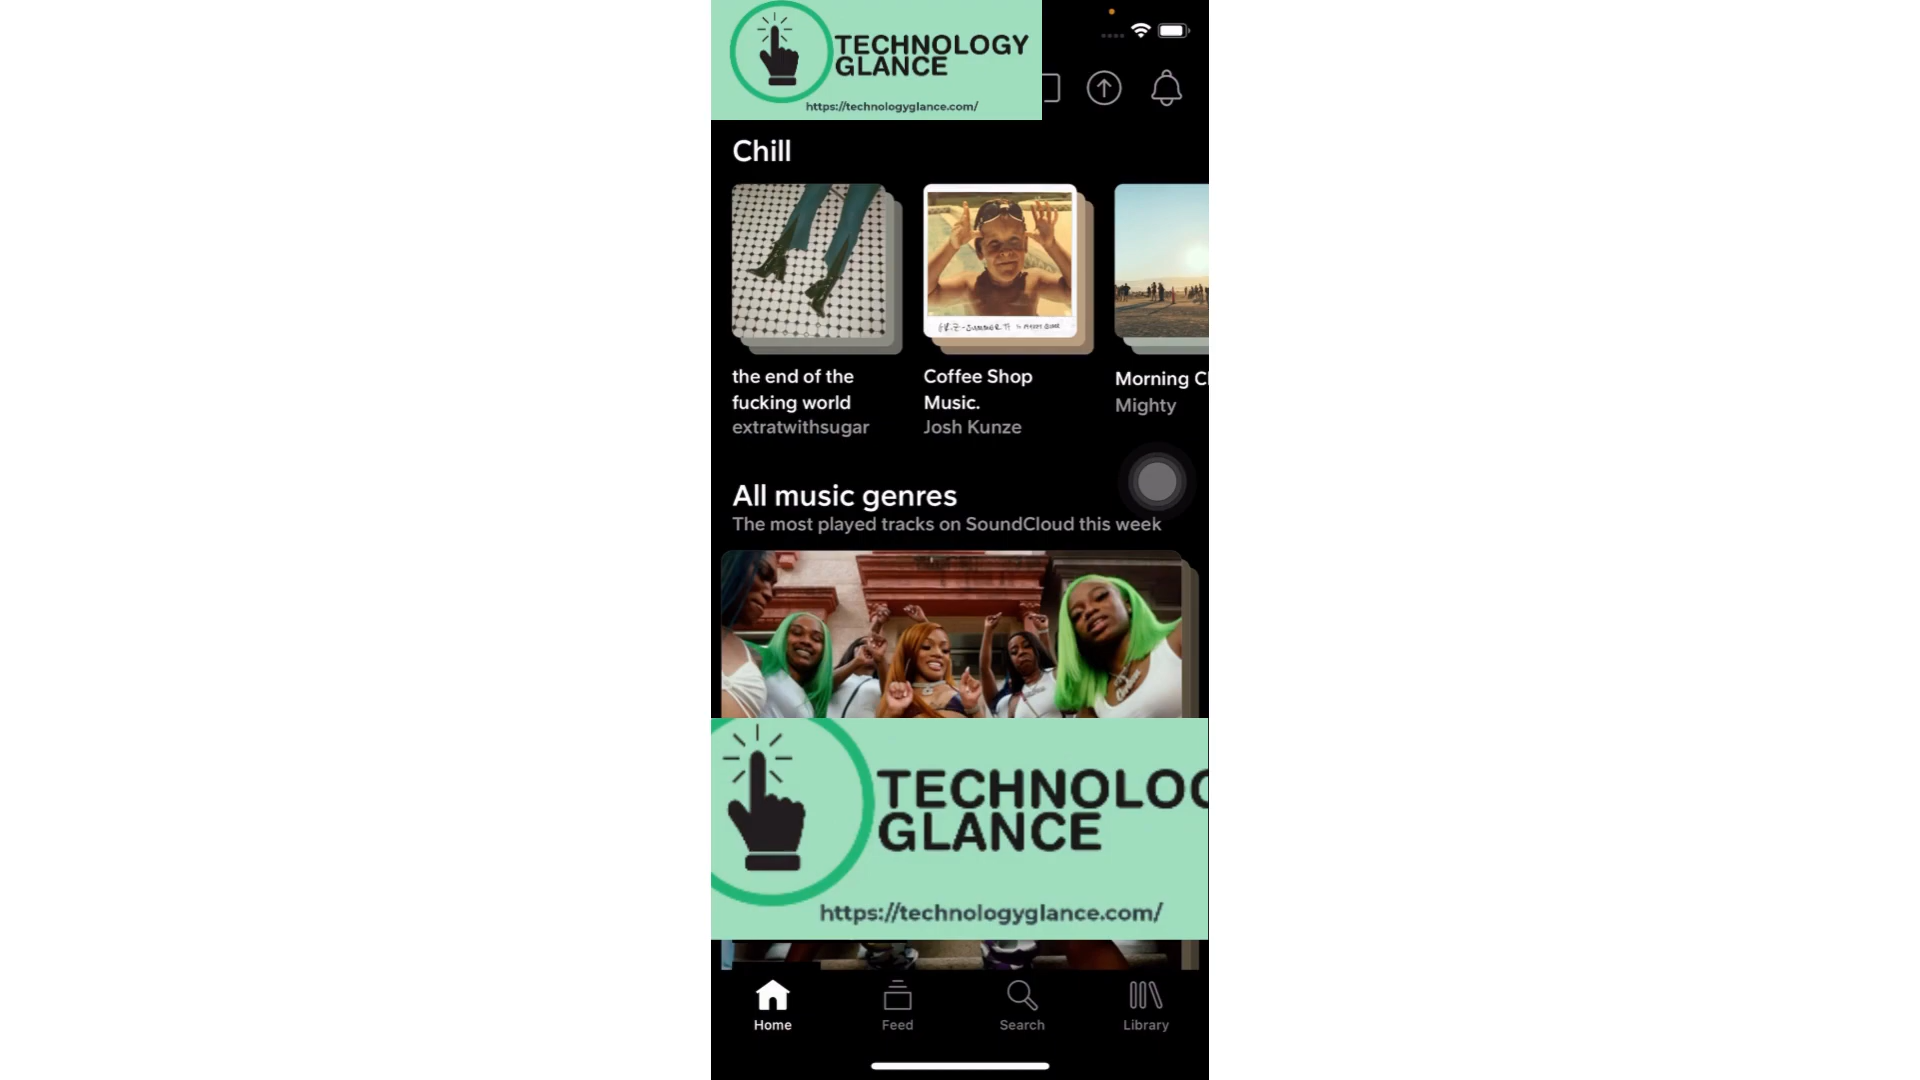 TECHNOLOGY
GLANCE
https://technologyglance.com/
Chill
the end of the
fucking world
extratwithsugar
Coffee Shop
Music.
Josh Kunze
Morning C
Mighty
All music genres
The most played tracks on SoundCloud this week
TECHNOLOG
GLANCE
https://technologyglance.com/
Home
Feed
Search
Library